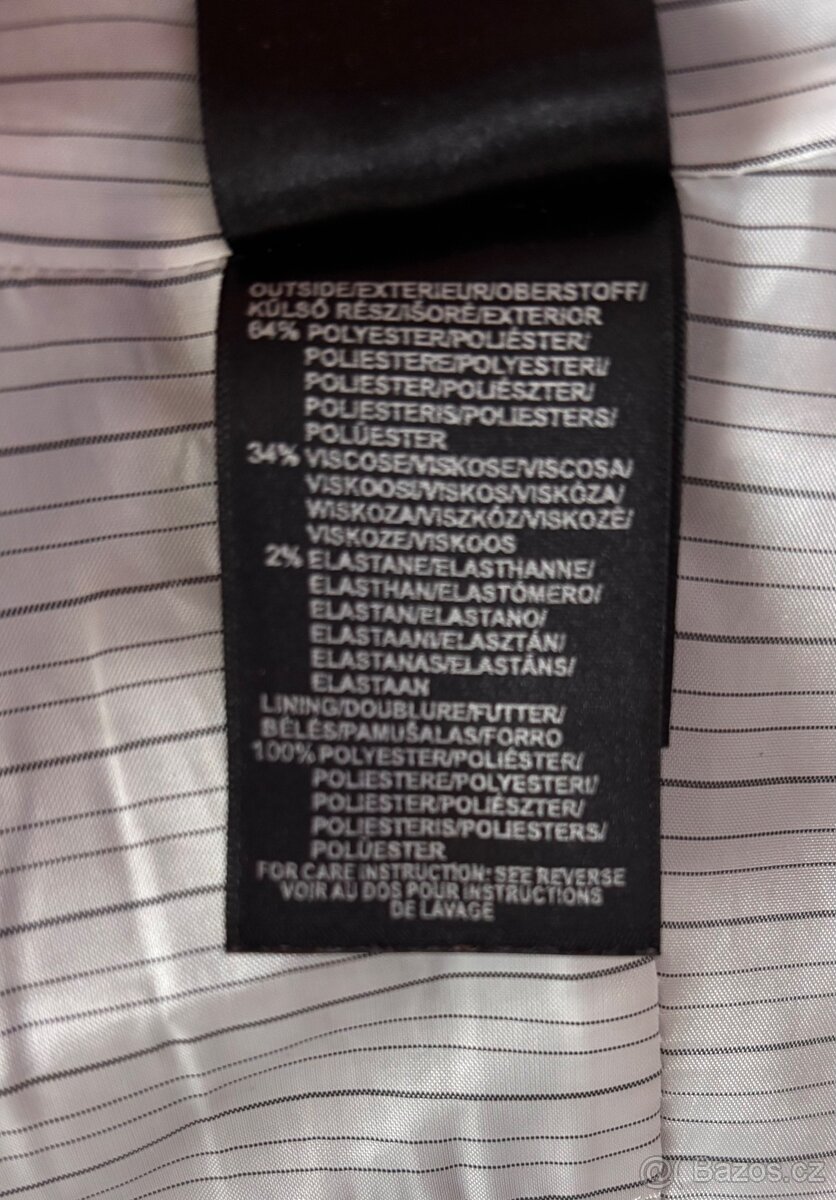 OUTSIDE/EXTERIEUR/OBERSTOFF/
KÜLSŐ RÉSZ/IŠORĖ/EXTERIOR
64% POLYESTER/POLIÉSTER/
POLIESTERE/POLYESTERI/
POLIESTER/POLIÉSZTER/
POLIESTERIS/POLIESTERS/
POLÜESTER
34% VISCOSE/VISKOSE/VISCOSA/
VISKOOSI/VISKOS/VISKÓZA/
WISKOZA/VISZKÓZ/VISKOZĖ/
VISKOZE/VISKOOS
2% ELASTANE/ELASTHANNE/
ELASTHAN/ELASTÓMERO/
ELASTAN/ELASTANO/
ELASTAANI/ELASZTÁN/
ELASTANAS/ELASTĀNS/
ELASTAAN
LINING/DOUBLURE/FUTTER/
BÉLÉS/PAMUŠALAS/FORRO
100% POLYESTER/POLIÉSTER/
POLIESTERE/POLYESTERI/
POLIESTER/POLIÉSZTER/
POLIESTERIS/POLIESTERS/
POLÜESTER
FOR CARE INSTRUCTION: SEE REVERSE
VOIR AU DOS POUR INSTRUCTIONS
DE LAVAGE
@ Bazos.cz